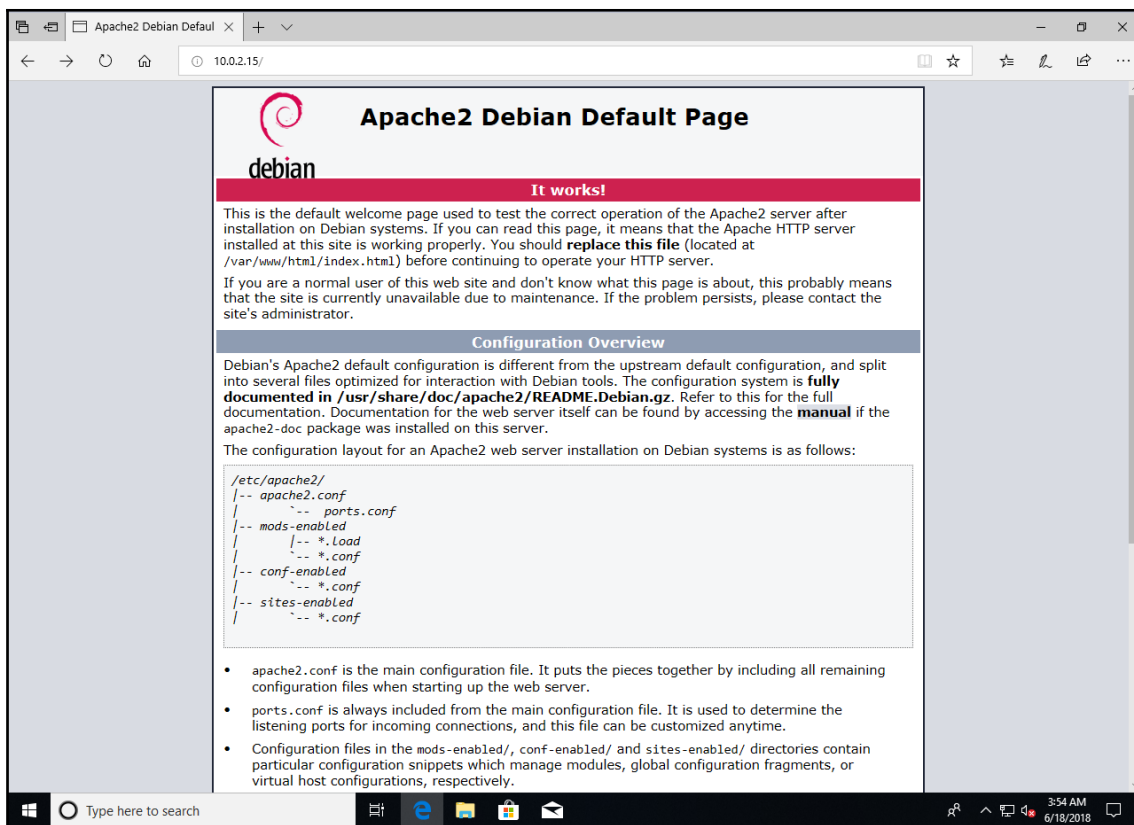 Apache2 Debian Defaul
10.0.2.15/
debian
Apache2 Debian Default Page
It works!
This is the default welcome page used to test the correct operation of the Apache2 server after
installation on Debian systems. If you can read this page, it means that the Apache HTTP server
installed at this site is working properly. You should replace this file (located at
/var/www/html/index.html) before continuing to operate your HTTP server.
If you are a normal user of this web site and don't know what this page is about, this probably means
that the site is currently unavailable due to maintenance. If the problem persists, please contact the
site's administrator.
Configuration Overview
Debian's Apache2 default configuration is different from the upstream default configuration, and split
into several files optimized for interaction with Debian tools. The configuration system is fully
documented in /usr/share/doc/apache2/README.Debian.gz. Refer to this for the full
documentation. Documentation for the web server itself can be found by accessing the manual if the
apache2-doc package was installed on this server.
The configuration layout for an Apache2 web server installation on Debian systems is as follows:
/etc/apache2/
|-- apache2.conf
|       `--  ports.conf
|-- mods-enabled
|       |-- *.load
|       `-- *.conf
|-- conf-enabled
|       `-- *.conf
|-- sites-enabled
|       `-- *.conf
• apache2.conf is the main configuration file. It puts the pieces together by including all remaining
configuration files when starting up the web server.
• ports.conf is always included from the main configuration file. It is used to determine the
listening ports for incoming connections, and this file can be customized anytime.
• Configuration files in the mods-enabled/, conf-enabled/ and sites-enabled/ directories contain
particular configuration snippets which manage modules, global configuration fragments, or
virtual host configurations, respectively.
Type here to search
3:54 AM
6/18/2018